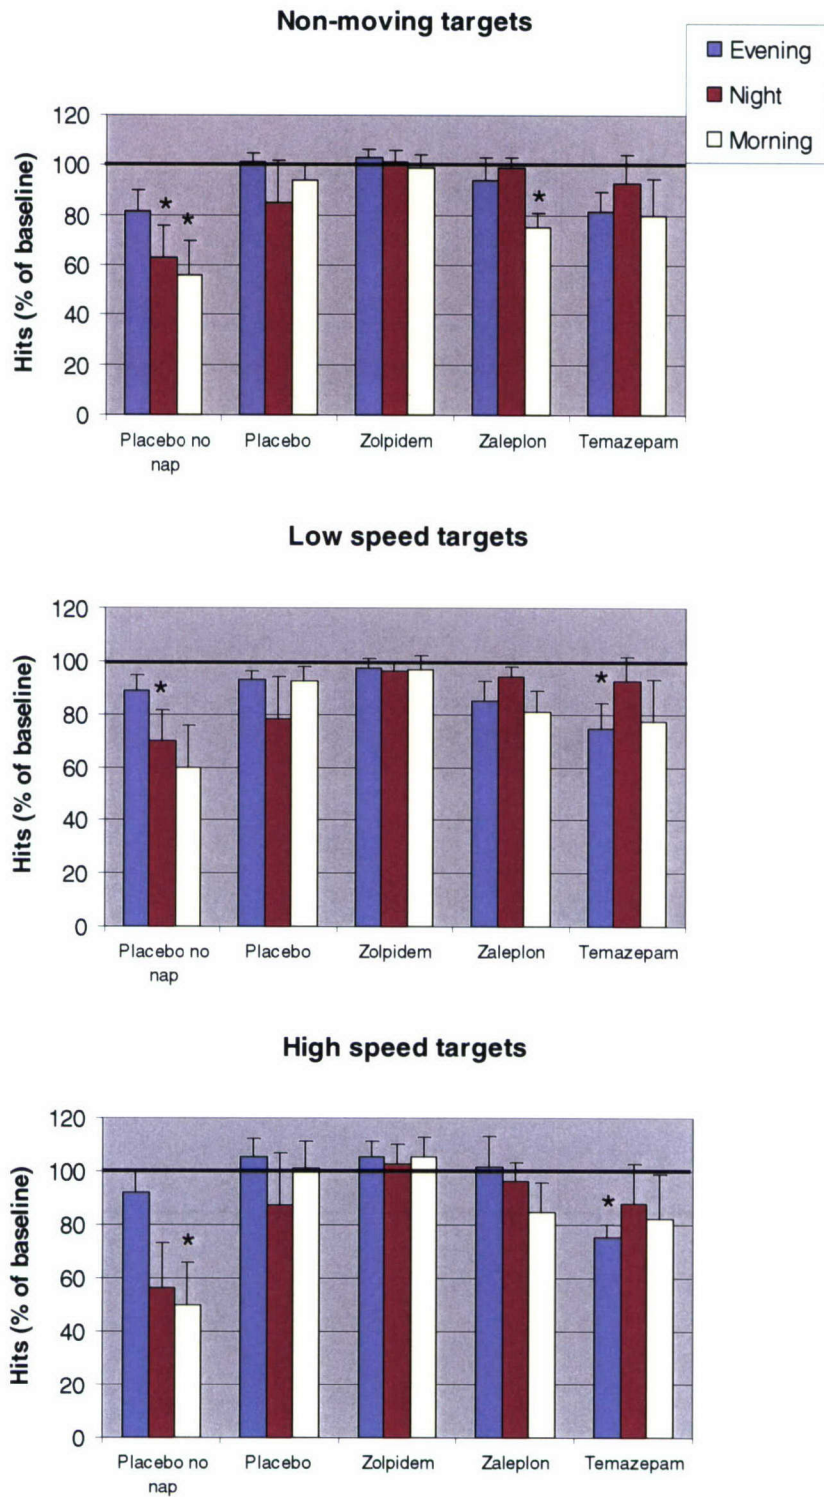 Non-moving targets
Evening
Night
Morning
Hits (% of baseline)
120
100
80
60
40
20
0
* * *
Placebo no nap
Placebo
Zolpidem
Zaleplon
Temazepam
Low speed targets
Hits (% of baseline)
120
100
80
60
40
20
0
* *
Placebo no nap
Placebo
Zolpidem
Zaleplon
Temazepam
High speed targets
Hits (% of baseline)
120
100
80
60
40
20
0
* *
Placebo no nap
Placebo
Zolpidem
Zaleplon
Temazepam